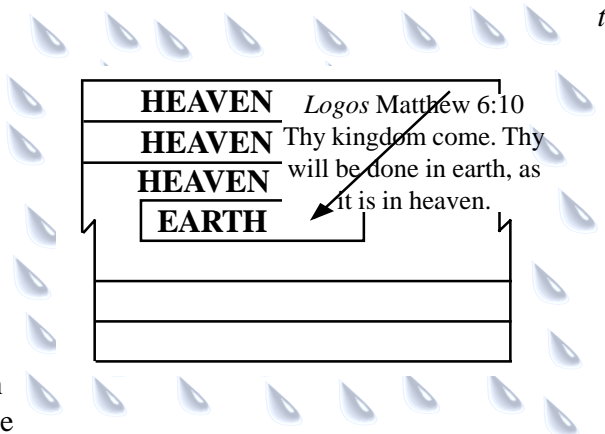 t
HEAVEN
Logos Matthew 6:10
HEAVEN
Thy kingdom come. Thy
HEAVEN
will be done in earth, as
EARTH
it is in heaven.
e